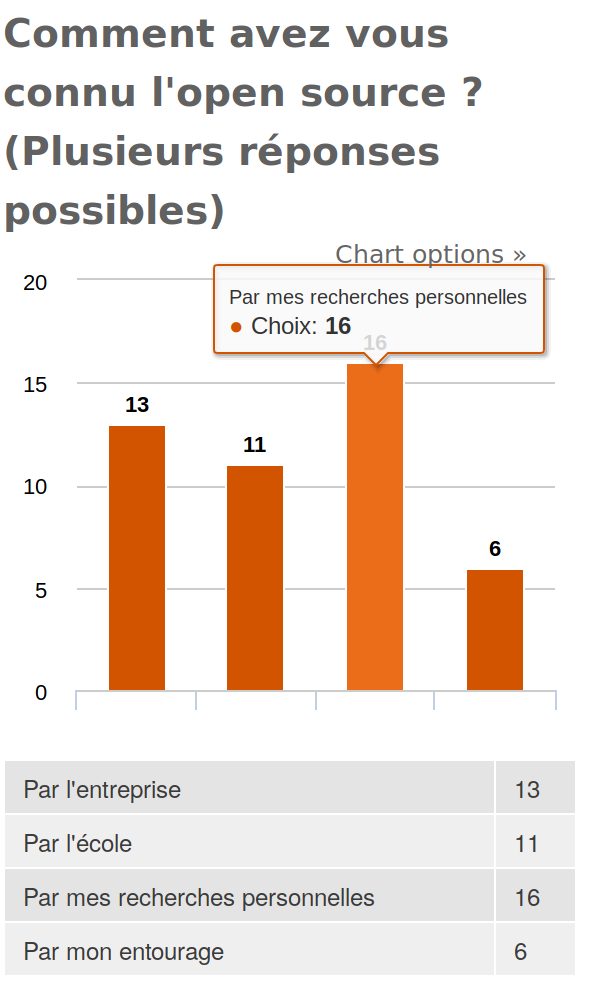 Comment avez vous
connu l'open source ?
(Plusieurs réponses
possibles)
Chart options »
20
Par mes recherches personnelles
● Choix: 16
16
15
13
11
10
6
5
0
Par l'entreprise 13
Par l'école 11
Par mes recherches personnelles 16
Par mon entourage 6